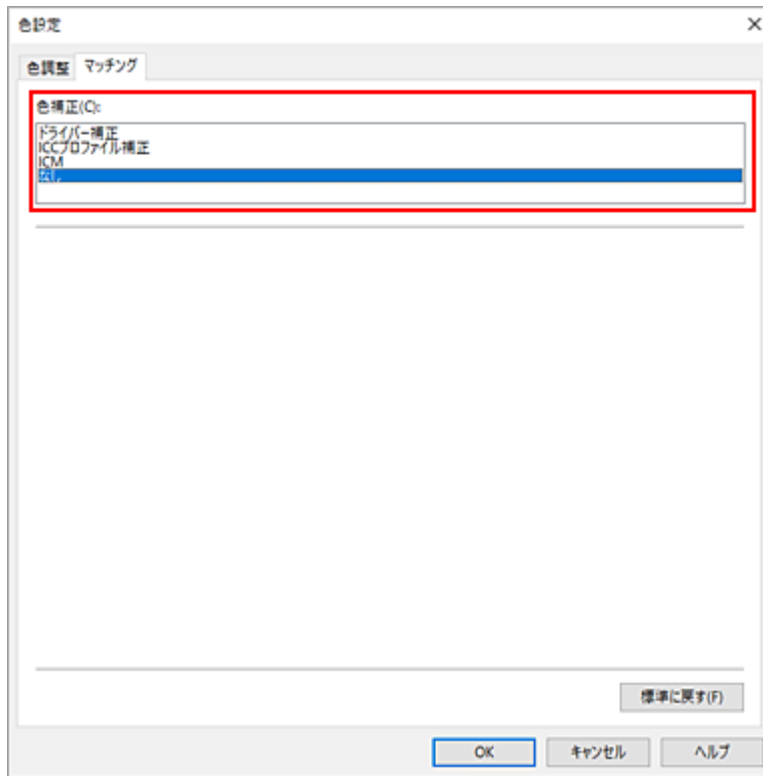 色設定
色調整 マッチング
色補正(C):
ドライバー補正
ICCプロファイル補正
ICM
なし
標準に戻す(F)
OK キャンセル ヘルプ